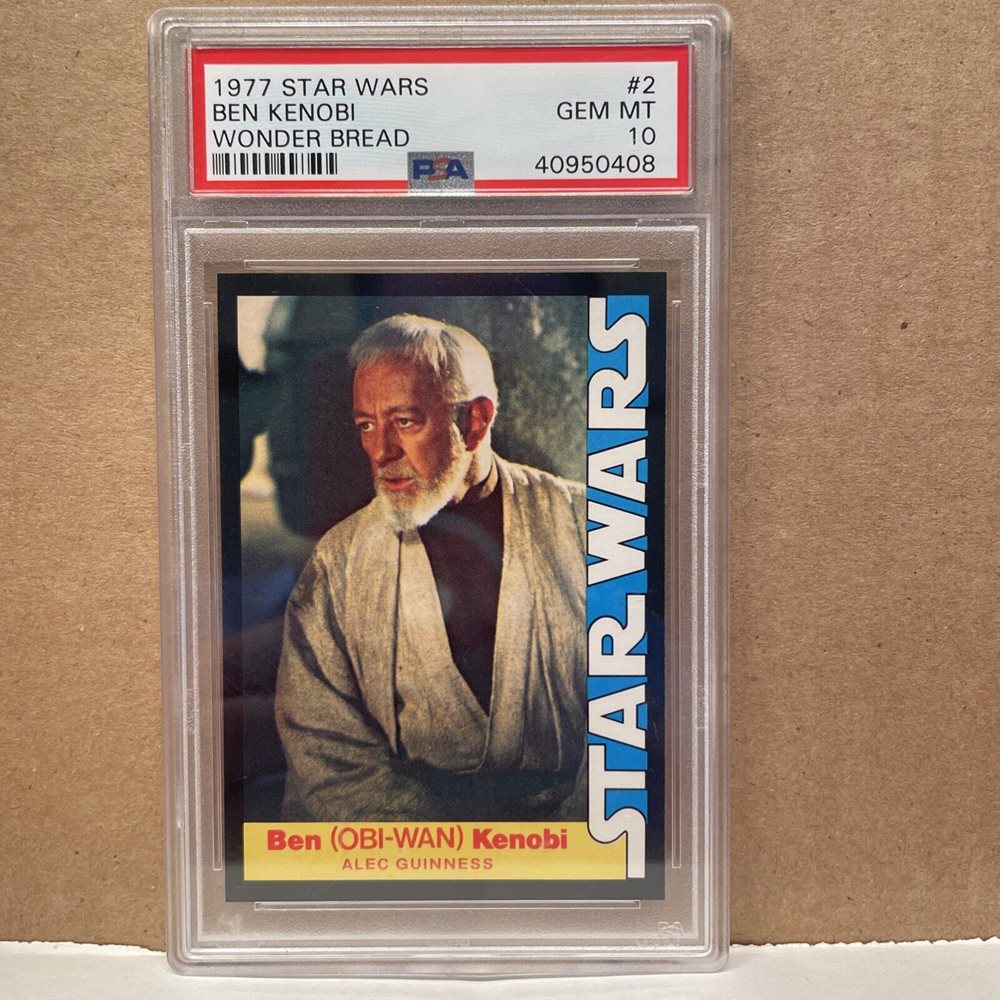 1977 STAR WARS #2
BEN KENOBI GEM MT
WONDER BREAD 10
PSA 40950408
STAR WARS
Ben (OBI-WAN) Kenobi
ALEC GUINNESS